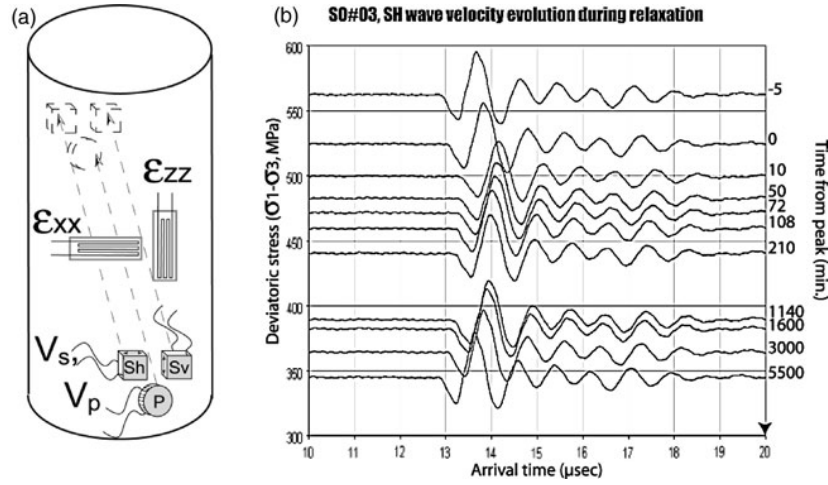 (a)
εzz
εxx
Vs,
Sh
Sv
Vp
P
(b)
SO#03, SH wave velocity evolution during relaxation
600
550
500
450
400
350
300
Deviatoric stress (σ1-σ3, MPa)
-5
0
10
50
72
108
210
1140
1600
3000
5500
Time from peak (min.)
10 11 12 13 14 15 16 17 18 19 20
Arrival time (μsec)